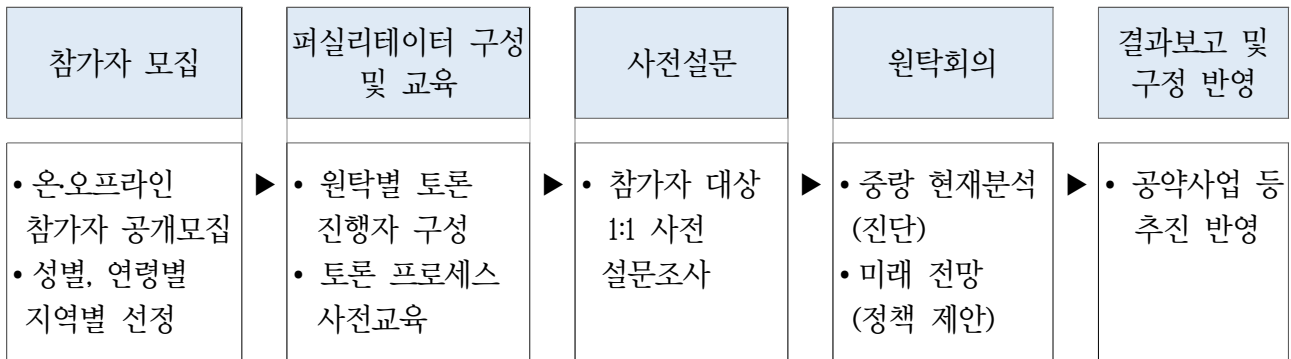 참가자 모집
퍼실리테이터 구성
및 교육
사전설문
원탁회의
결과보고 및
구정 반영
• 온·오프라인
참가자 공개모집
• 성별, 연령별
지역별 선정
▶
• 원탁별 토론
진행자 구성
• 토론 프로세스
사전교육
▶
• 참가자 대상
1:1 사전
설문조사
▶
• 중랑 현재분석
(진단)
• 미래 전망
(정책 제안)
▶
• 공약사업 등
추진 반영